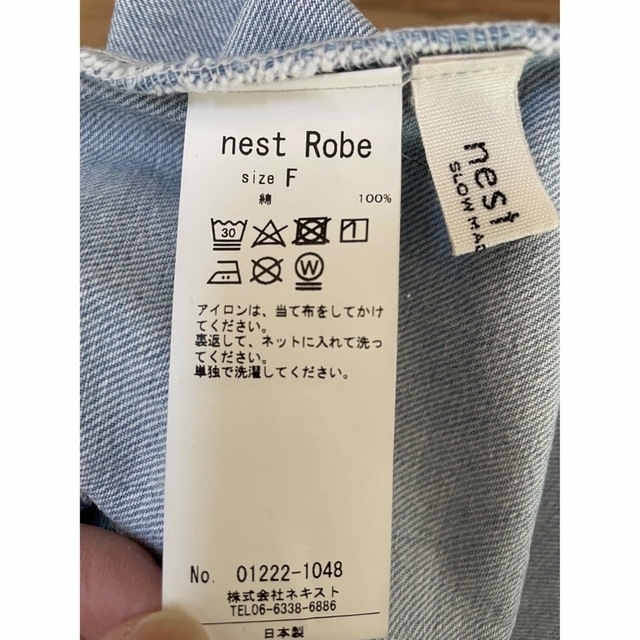 nest Robe
size F
綿 100%
30
W
アイロンは、当て布をしてかけ
てください。
裏返して、ネットに入れて洗っ
てください。
単独で洗濯してください。
No. 01222-1048
株式会社ネキスト
TEL06-6338-6886
日本製
nest
SLOW MAD